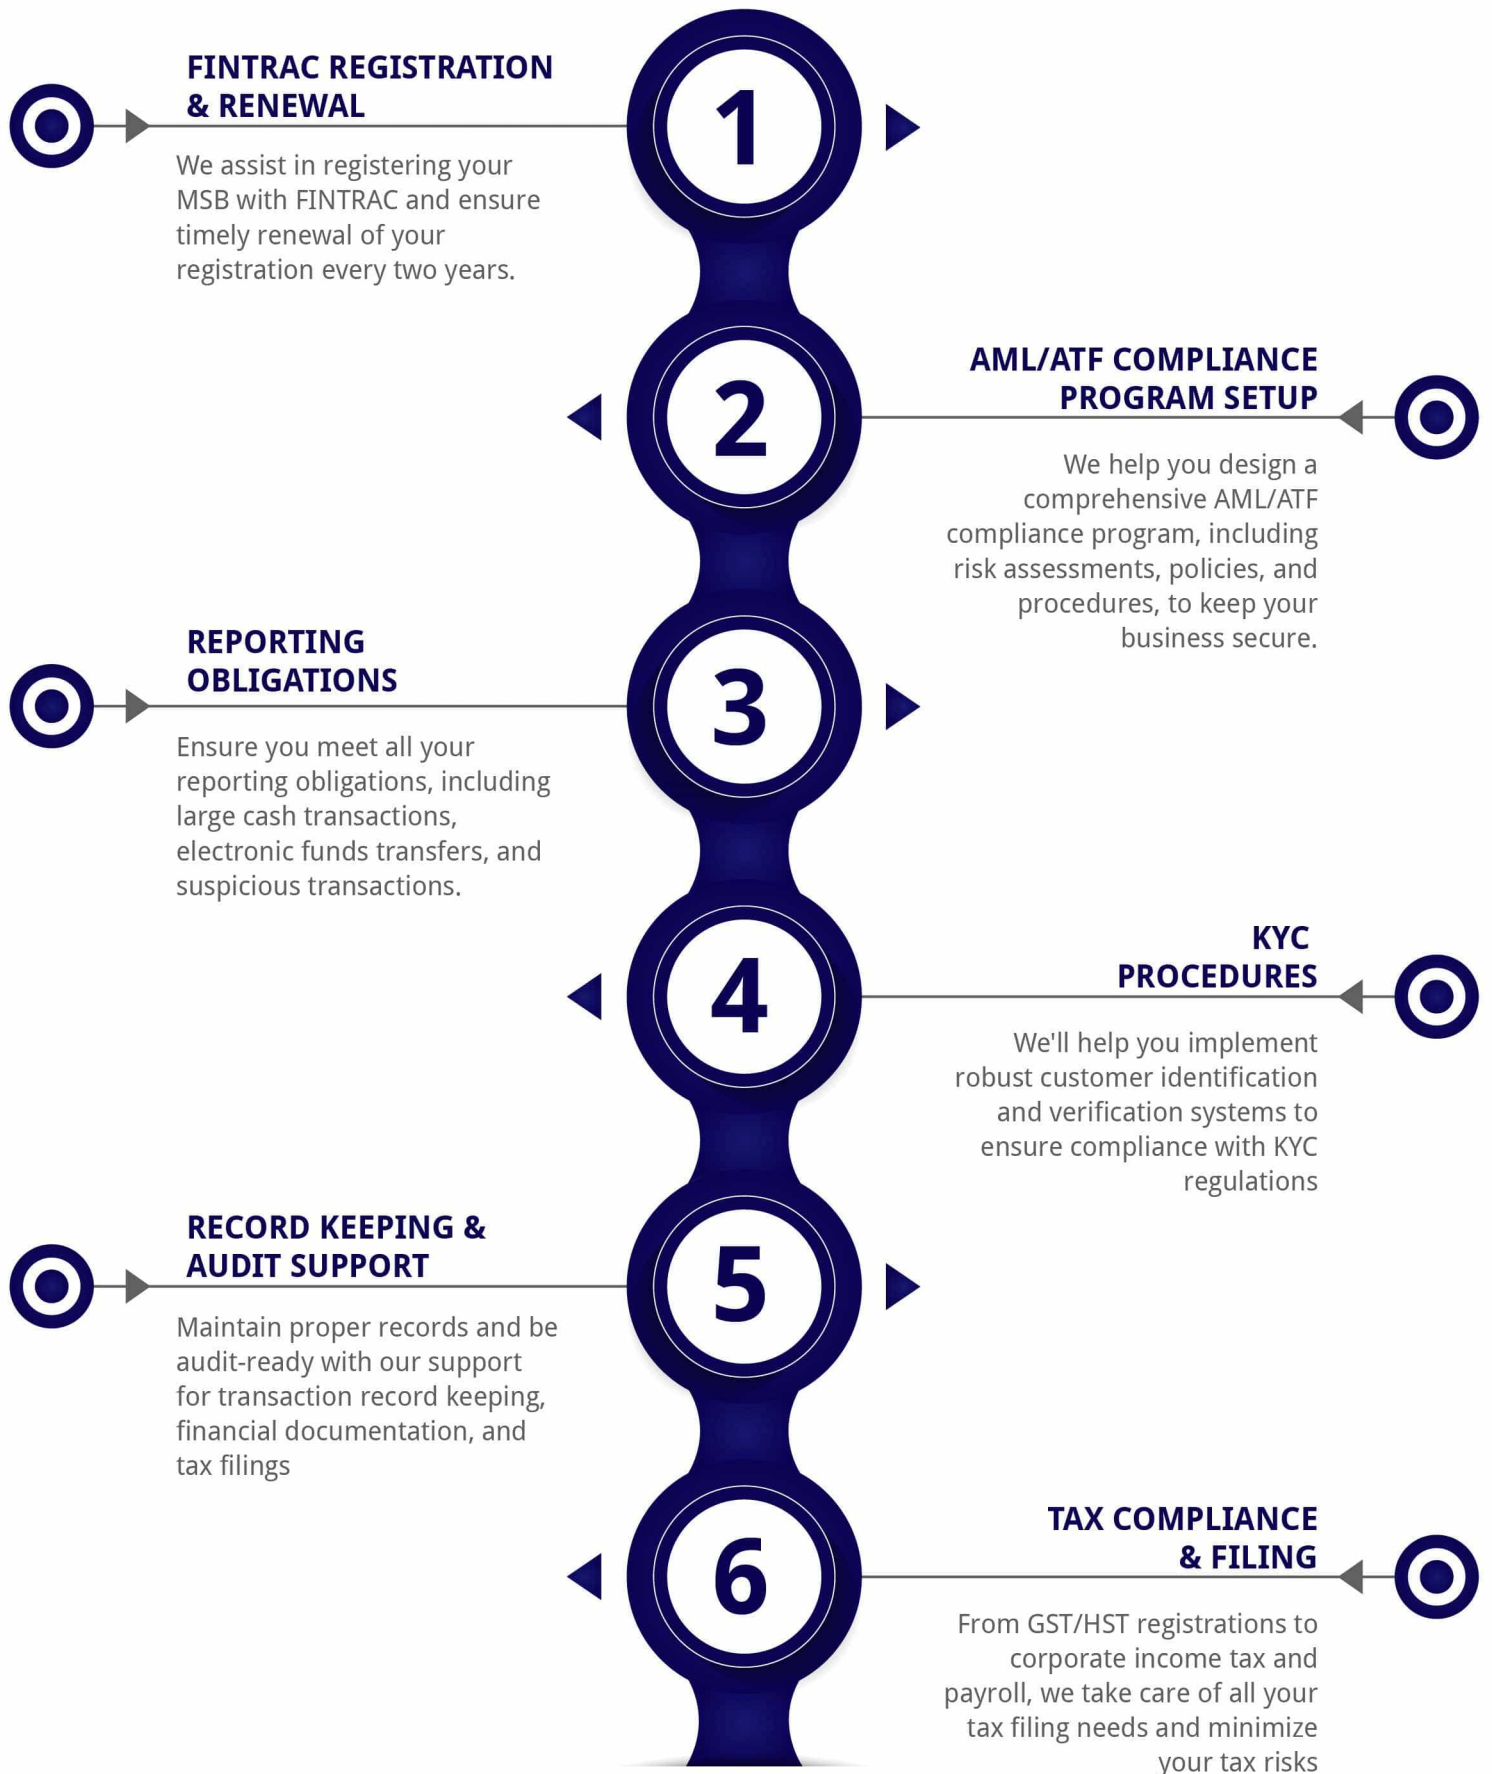 FINTRAC REGISTRATION
& RENEWAL
We assist in registering your
MSB with FINTRAC and ensure
timely renewal of your
registration every two years.
1
2
AML/ATF COMPLIANCE
PROGRAM SETUP
We help you design a
comprehensive AML/ATF
compliance program, including
risk assessments, policies, and
procedures, to keep your
business secure.
REPORTING
OBLIGATIONS
Ensure you meet all your
reporting obligations, including
large cash transactions,
electronic funds transfers, and
suspicious transactions.
3
4
KYC
PROCEDURES
We'll help you implement
robust customer identification
and verification systems to
ensure compliance with KYC
regulations
RECORD KEEPING &
AUDIT SUPPORT
Maintain proper records and be
audit-ready with our support
for transaction record keeping,
financial documentation, and
tax filings
5
6
TAX COMPLIANCE
& FILING
From GST/HST registrations to
corporate income tax and
payroll, we take care of all your
tax filing needs and minimize
your tax risks